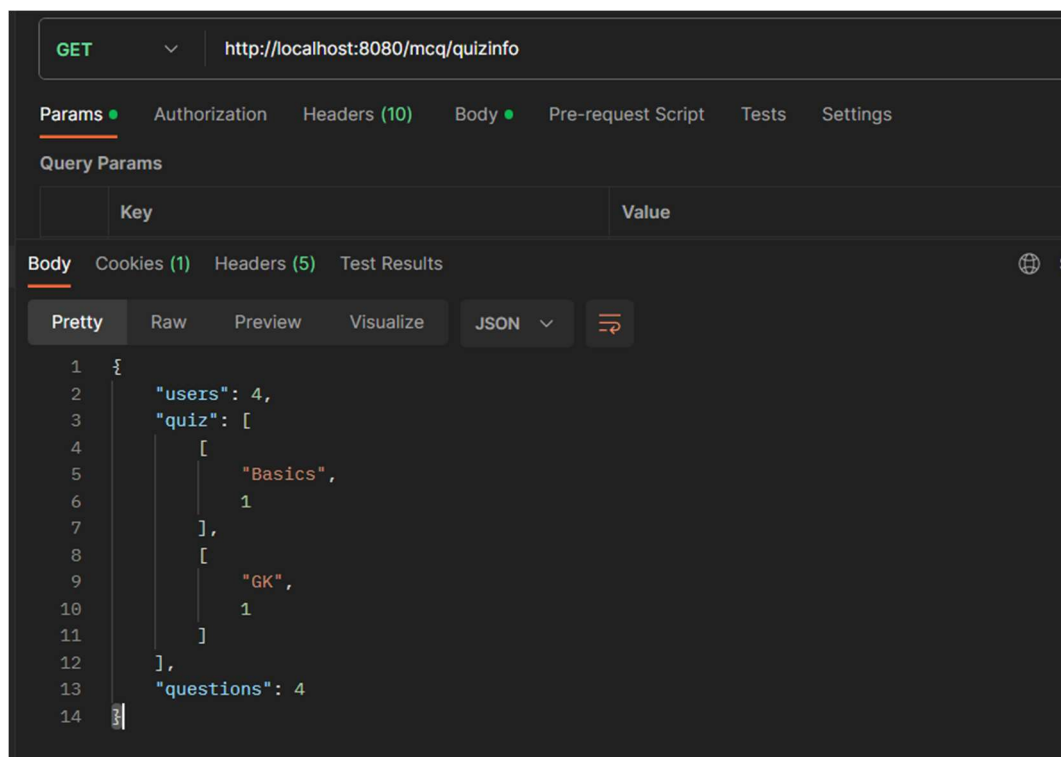 GET http://localhost:8080/mcq/quizinfo
Params Authorization Headers (10) Body Pre-request Script Tests Settings
Query Params
Key Value
Body Cookies (1) Headers (5) Test Results
Pretty Raw Preview Visualize JSON
1 {
2 "users": 4,
3 "quiz": [
4 [
5 "Basics",
6 1
7 ],
8 [
9 "GK",
10 1
11 ]
12 ],
13 "questions": 4
14 }